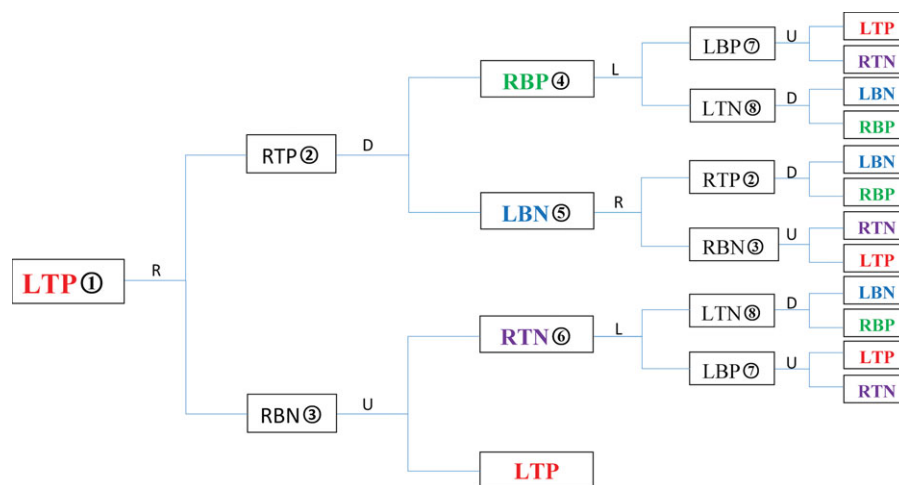 LTP①
R
RTP②
D
RBN③
U
RBP④
L
LBN⑤
R
RTN⑥
L
LTP
LBP⑦
U
LTN⑧
D
RTP②
D
RBN③
U
LTN⑧
D
LBP⑦
U
LTP
RTN
LBN
RBP
LBN
RBP
RTN
LTP
LBN
RBP
LTP
RTN